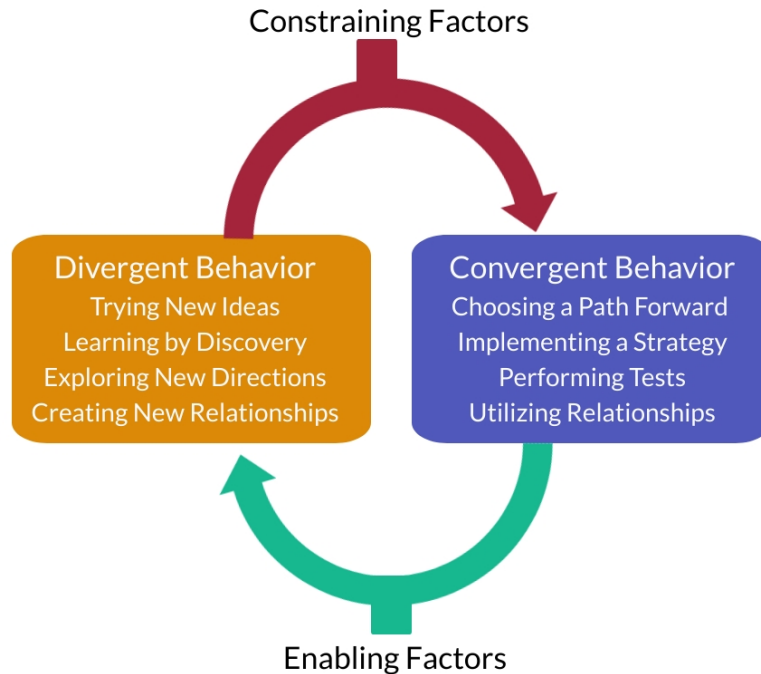 Constraining Factors
Divergent Behavior
Trying New Ideas
Learning by Discovery
Exploring New Directions
Creating New Relationships
Convergent Behavior
Choosing a Path Forward
Implementing a Strategy
Performing Tests
Utilizing Relationships
Enabling Factors